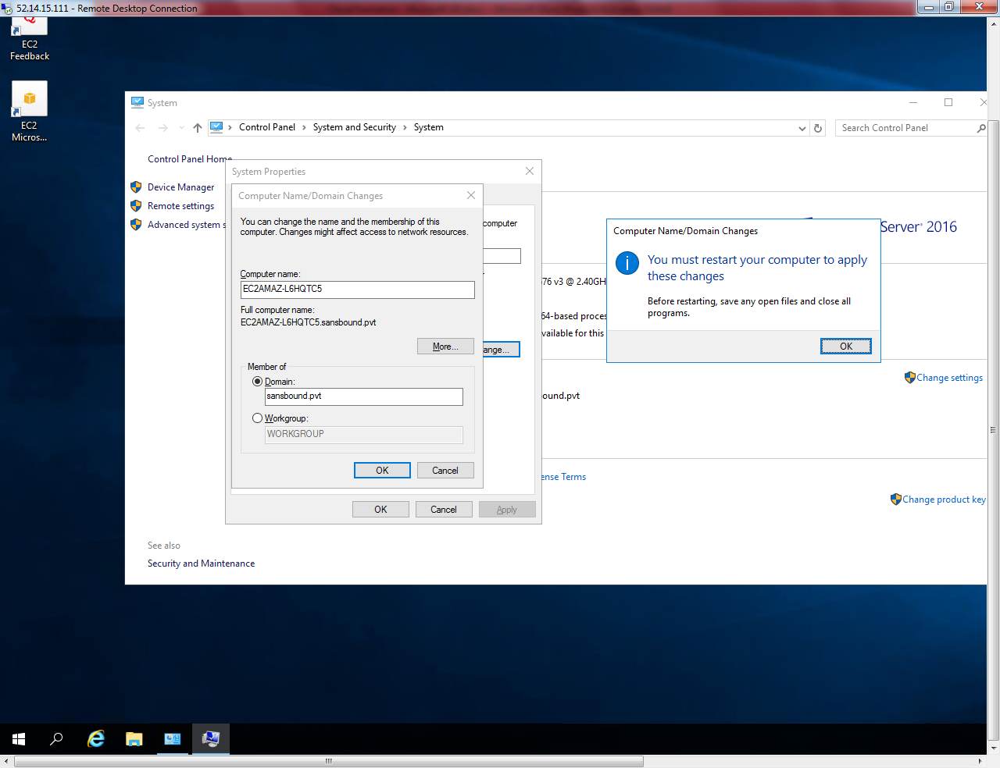 52.14.15.111 - Remote Desktop Connection
EC2
Feedback
EC2
Micros...
System
Control Panel › System and Security › System
Search Control Panel
Control Panel Home
Device Manager
Remote settings
Advanced system s
System Properties
computer
ange...
OK
Cancel
Apply
Computer Name/Domain Changes
You can change the name and the membership of this
computer. Changes might affect access to network resources.
Computer name:
EC2AMAZ-L6HQTC5
Full computer name:
EC2AMAZ-L6HQTC5.sansbound.pvt
More...
Member of
Domain:
sansbound.pvt
Workgroup:
WORKGROUP
OK
Cancel
Server® 2016
76 v3 @ 2.40GH
64-based proces
vailable for this
ound.pvt
ense Terms
Computer Name/Domain Changes
You must restart your computer to apply
these changes
Before restarting, save any open files and close all
programs.
OK
Change settings
Change product key
See also
Security and Maintenance